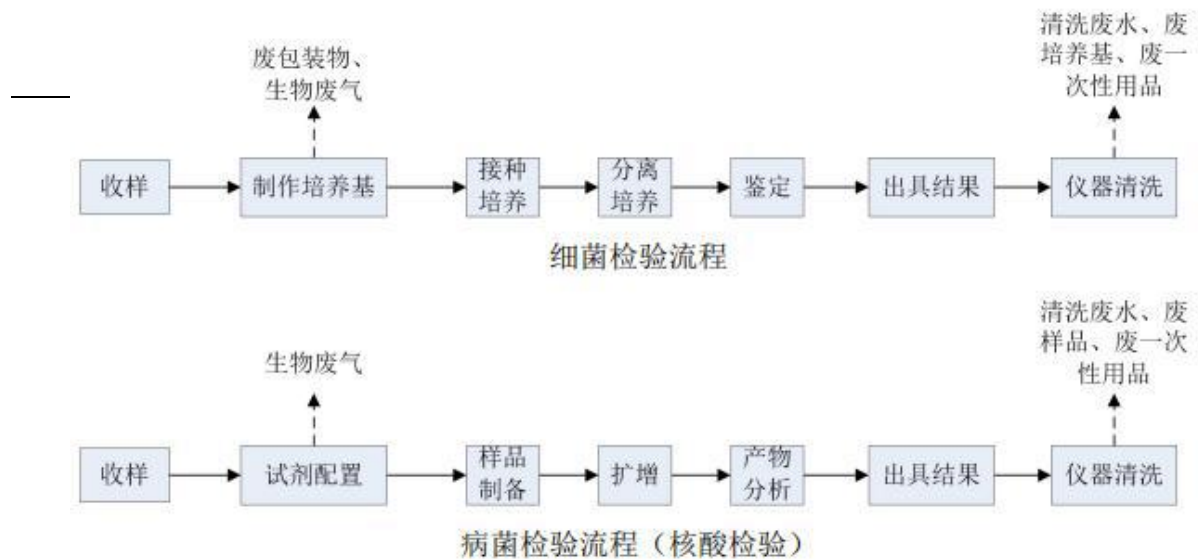 废包装物、
生物废气
清洗废水、废
培养基、废一
次性用品
收样
制作培养基
接种
培养
分离
培养
鉴定
出具结果
仪器清洗
细菌检验流程
生物废气
清洗废水、废
样品、废一次
性用品
收样
试剂配置
样品
制备
扩增
产物
分析
出具结果
仪器清洗
病菌检验流程（核酸检验）